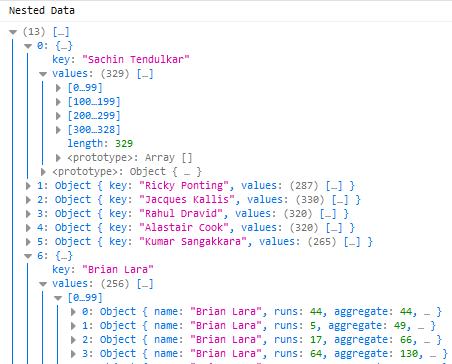 Nested Data
(13) […]
0: {…}
key: "Sachin Tendulkar"
values: (329) […]
[0…99]
[100…199]
[200…299]
[300…328]
length: 329
<prototype>: Array []
<prototype>: Object { … }
1: Object { key: "Ricky Ponting", values: (287) […] }
2: Object { key: "Jacques Kallis", values: (330) […] }
3: Object { key: "Rahul Dravid", values: (320) […] }
4: Object { key: "Alastair Cook", values: (320) […] }
5: Object { key: "Kumar Sangakkara", values: (265) […] }
6: {…}
key: "Brian Lara"
values: (256) […]
[0…99]
0: Object { name: "Brian Lara", runs: 44, aggregate: 44, … }
1: Object { name: "Brian Lara", runs: 5, aggregate: 49, … }
2: Object { name: "Brian Lara", runs: 17, aggregate: 66, … }
3: Object { name: "Brian Lara", runs: 64, aggregate: 130, … }